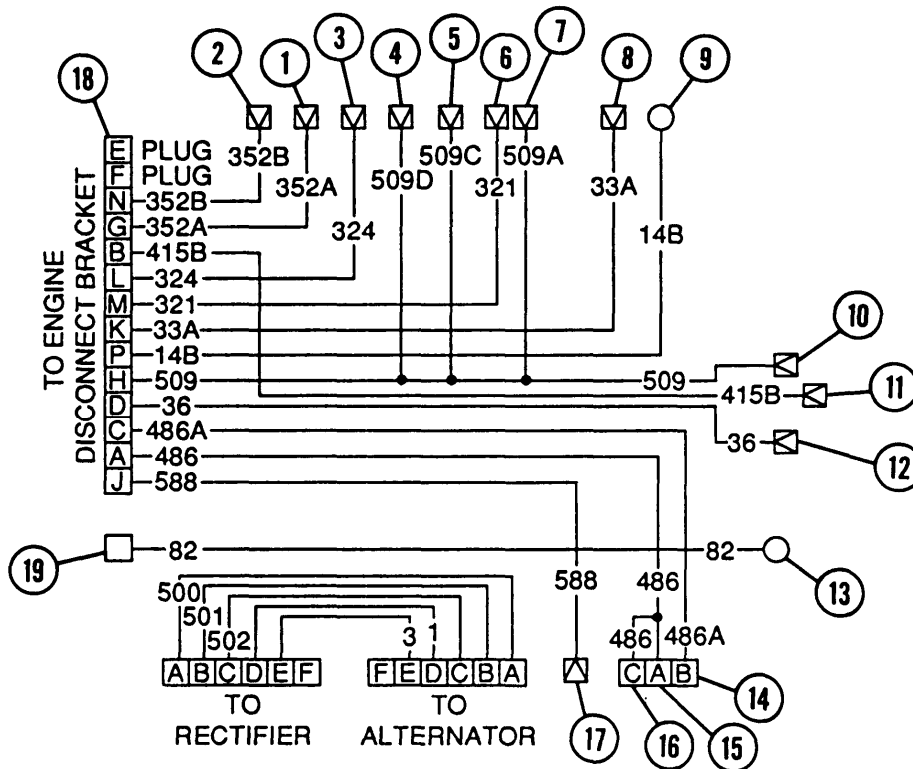 3
4
5
7
2
1
6
8
9
18
E PLUG
352B
509C
509A
F PLUG
509D
352A
321
33A
N 352B
G 352A
324
14B
B 415B
L 324
M 321
K 33A
P 14B
H 509
509
10
D 36
415B
11
C 486A
36
12
A 486
J 588
TO ENGINE
DISCONNECT BRACKET
19
82
82
13
500
588
486
501
502
3
1
486
486A
A B C D E F
F E D C B A
C A B
14
TO
RECTIFIER
TO
ALTERNATOR
17
16
15